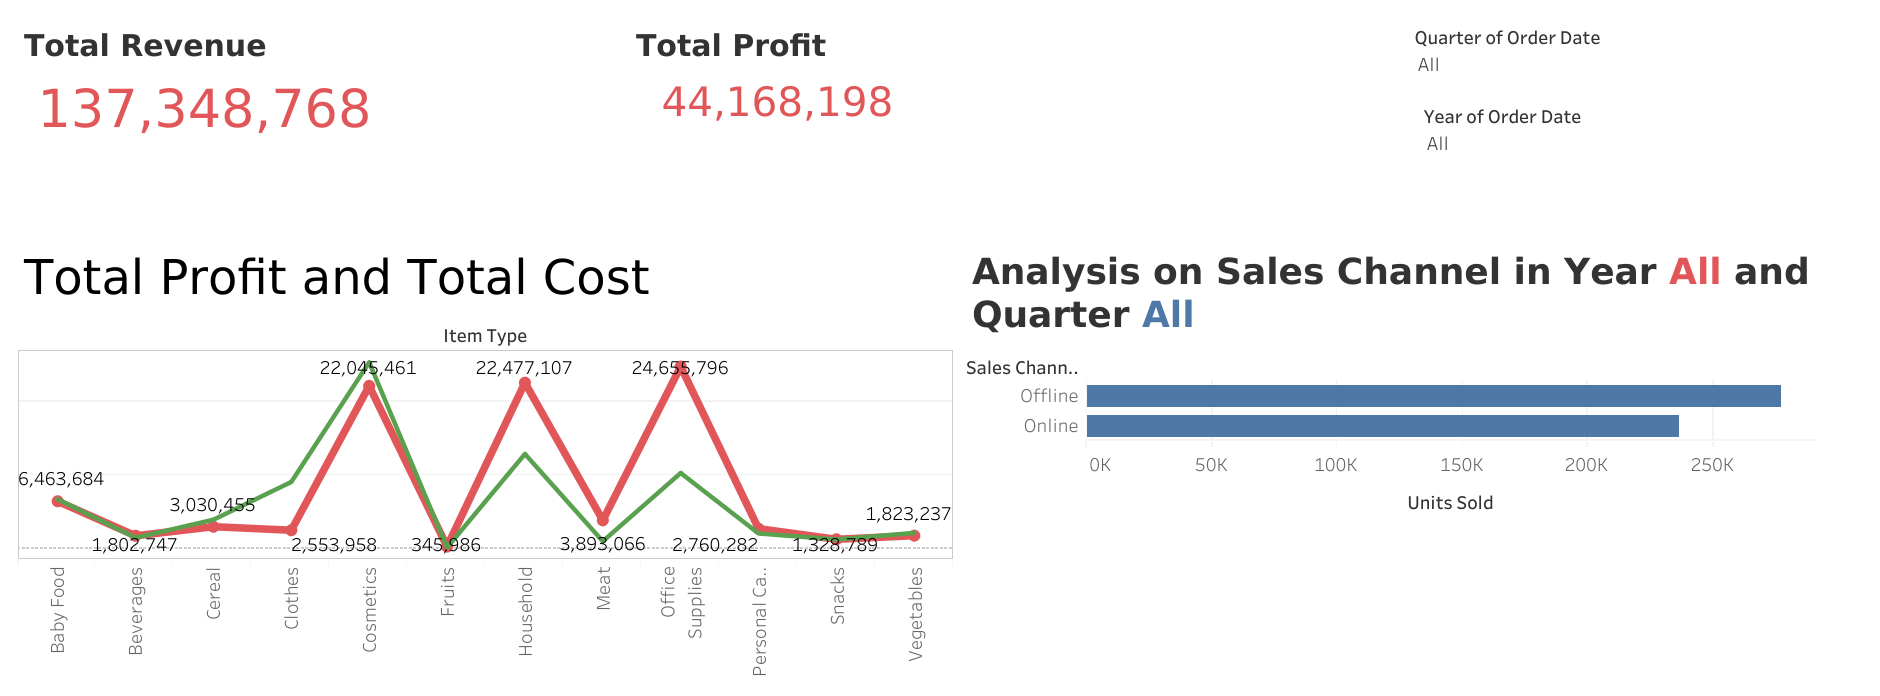 Total Revenue
137,348,768
Total Profit
44,168,198
Quarter of Order Date
All
Year of Order Date
All
Total Profit and Total Cost
Item Type
22,045,461
22,477,107
24,655,796
6,463,684
3,030,455
1,823,237
1,802,747
2,553,958
345,986
3,893,066
2,760,282
1,328,789
Baby Food
Beverages
Cereal
Clothes
Cosmetics
Fruits
Household
Meat
Office
Supplies
Personal Ca..
Snacks
Vegetables
Analysis on Sales Channel in Year All and
Quarter All
Sales Chann..
Offline
Online
0K 50K 100K 150K 200K 250K
Units Sold